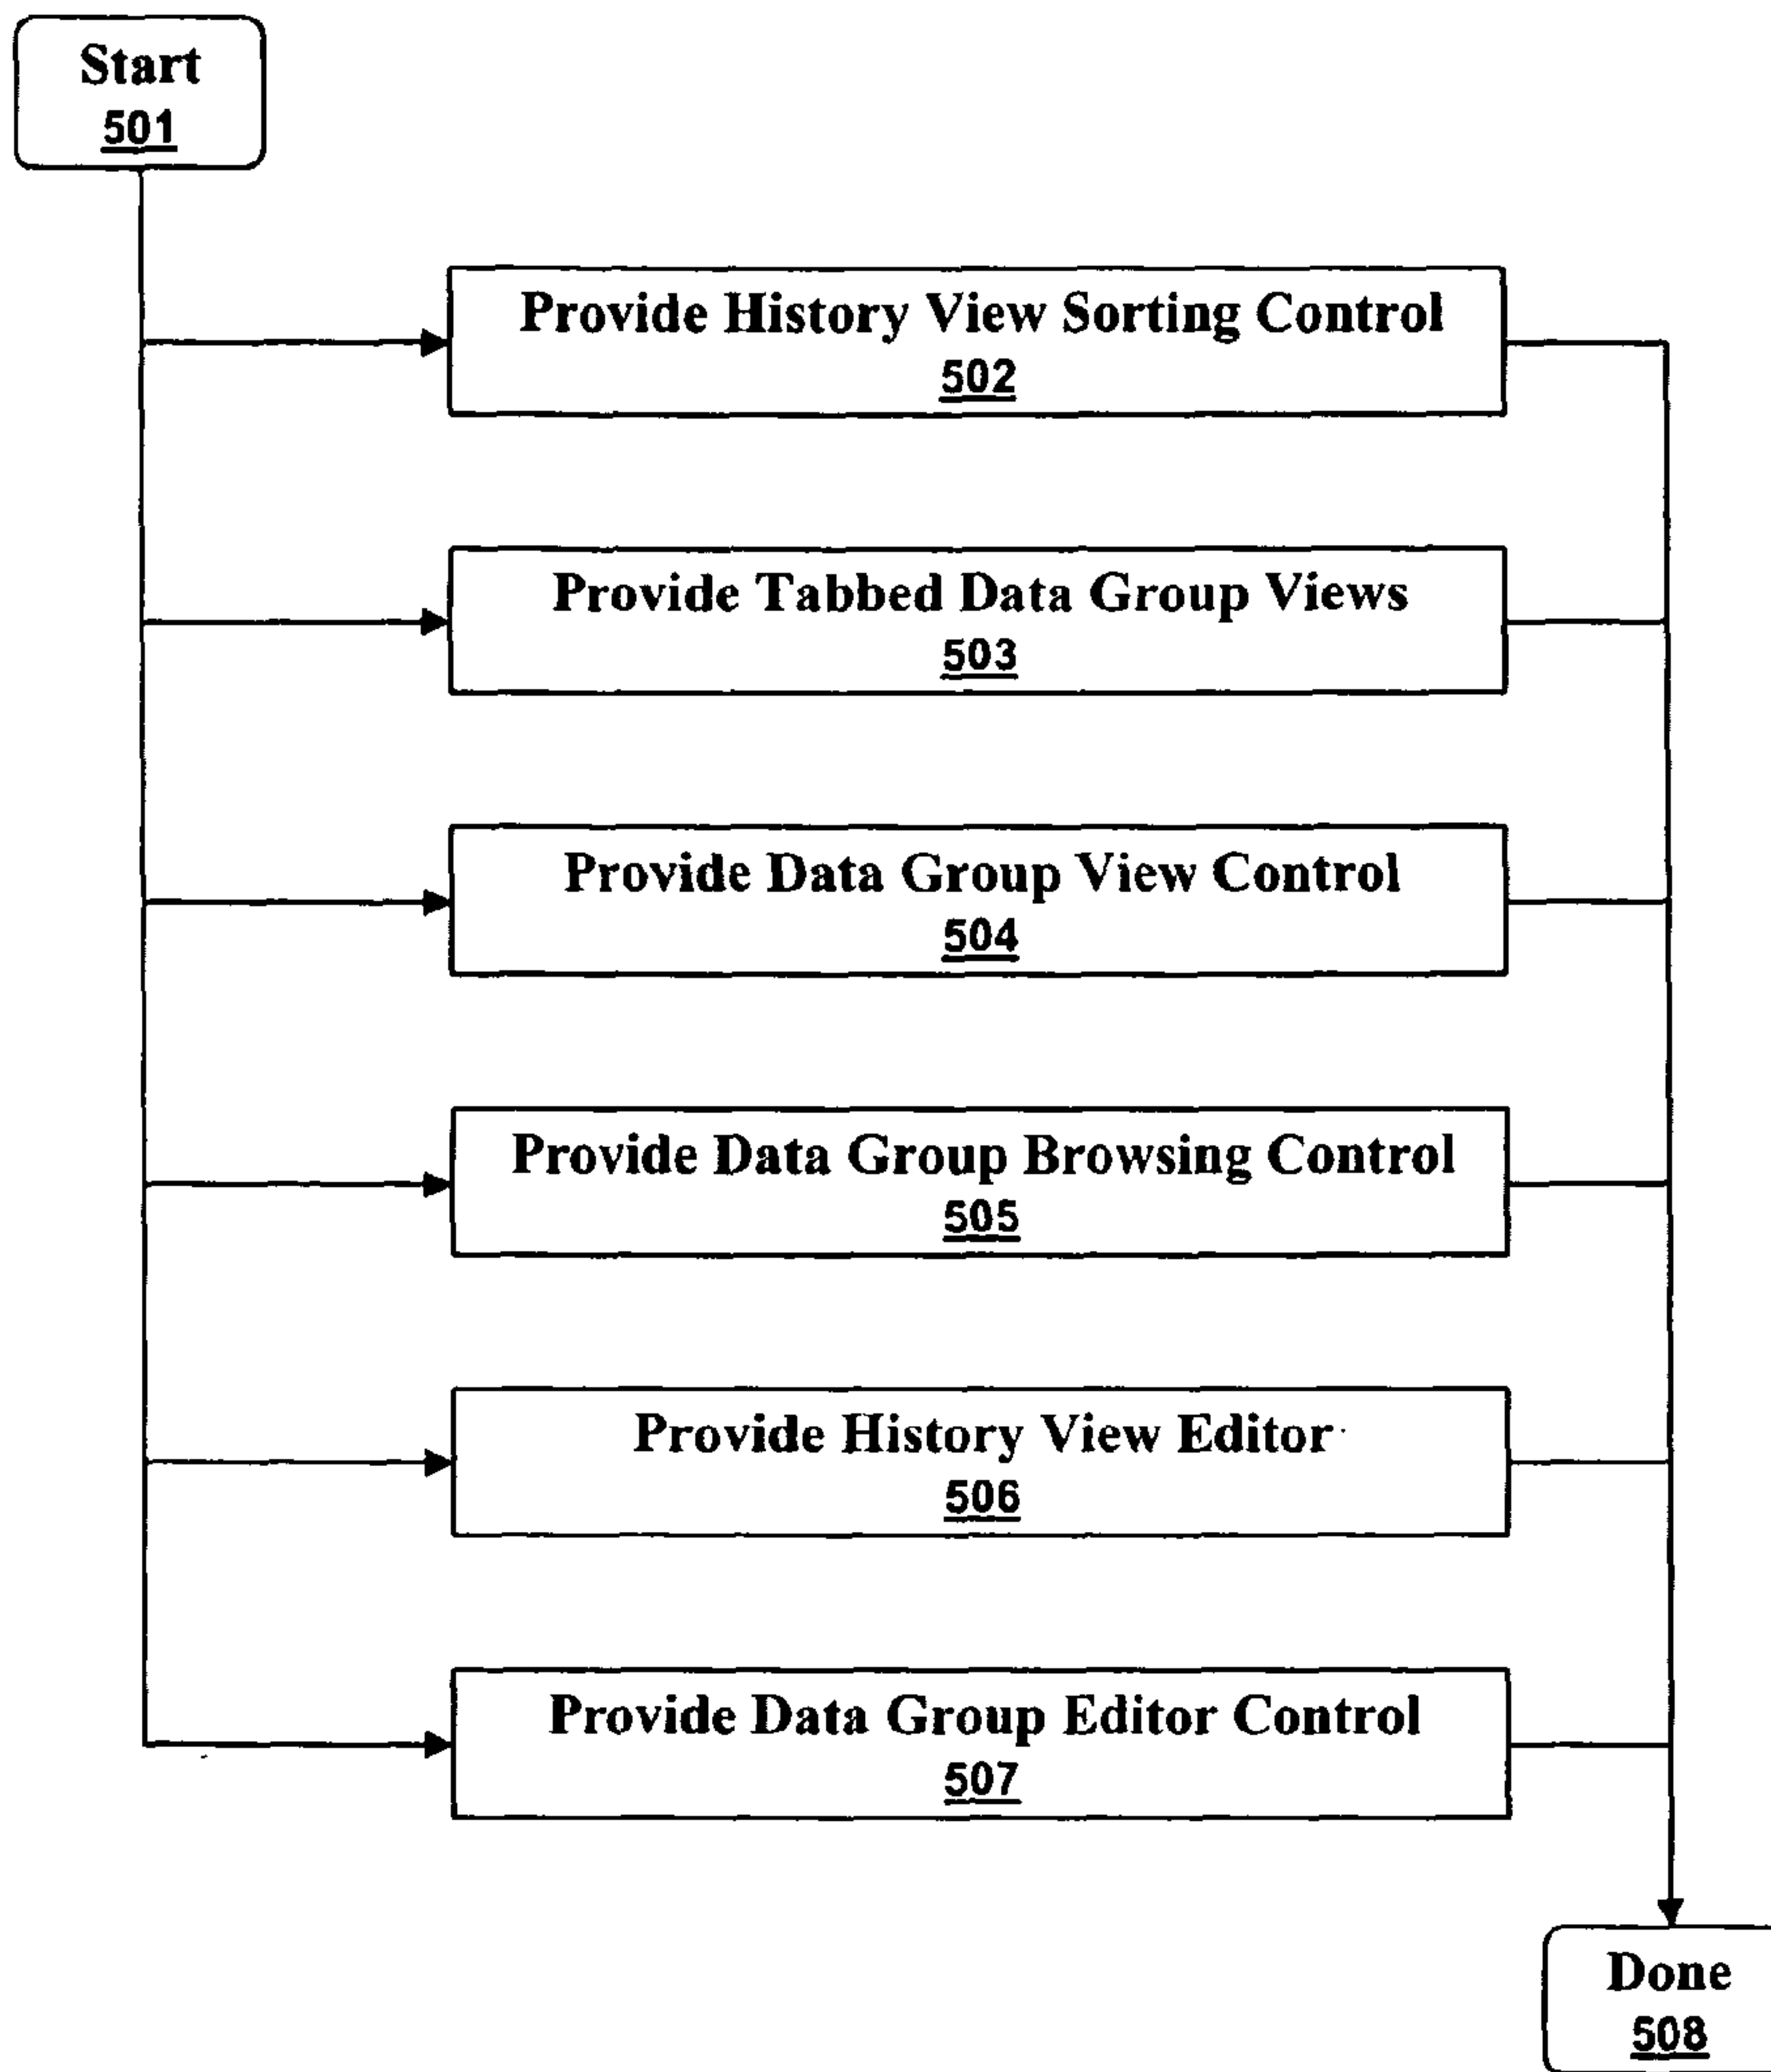 Start
501
Provide History View Sorting Control
502
Provide Tabbed Data Group Views
503
Provide Data Group View Control
504
Provide Data Group Browsing Control
505
Provide History View Editor
506
Provide Data Group Editor Control
507
Done
508